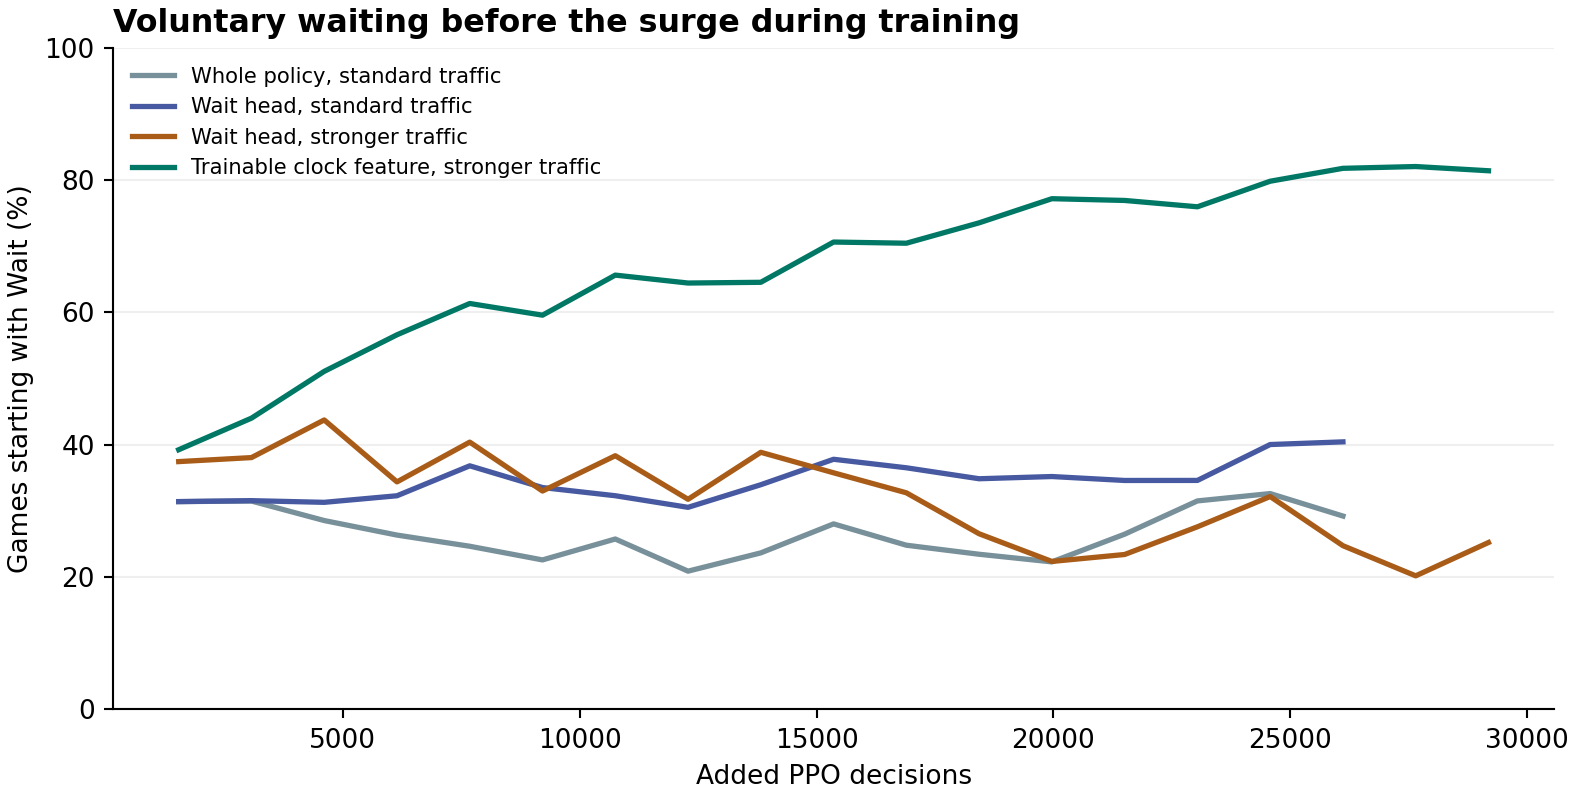 Voluntary waiting before the surge during training
Games starting with Wait (%)
100
80
60
40
20
0
Whole policy, standard traffic
Wait head, standard traffic
Wait head, stronger traffic
Trainable clock feature, stronger traffic
5000 10000 15000 20000 25000 30000
Added PPO decisions